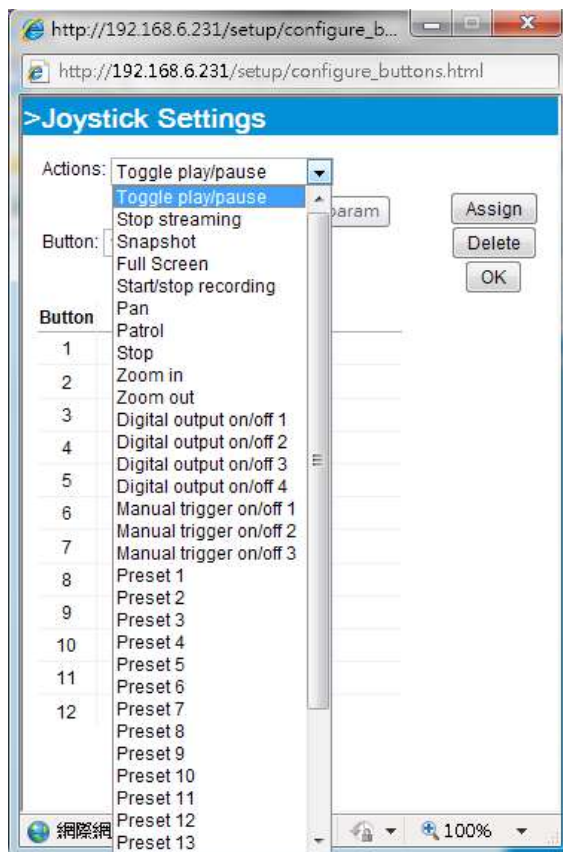 http://192.168.6.231/setup/configure_b...
http://192.168.6.231/setup/configure_buttons.html
>Joystick Settings
Actions: Toggle play/pause
Toggle play/pause
Stop streaming
Snapshot
Full Screen
Start/stop recording
Pan
Patrol
Stop
Zoom in
Zoom out
Digital output on/off 1
Digital output on/off 2
Digital output on/off 3
Digital output on/off 4
Manual trigger on/off 1
Manual trigger on/off 2
Manual trigger on/off 3
Preset 1
Preset 2
Preset 3
Preset 4
Preset 5
Preset 6
Preset 7
Preset 8
Preset 9
Preset 10
Preset 11
Preset 12
Preset 13
param
Assign
Button:
Delete
OK
Button
1
2
3
4
5
6
7
8
9
10
11
12
網際網
100%